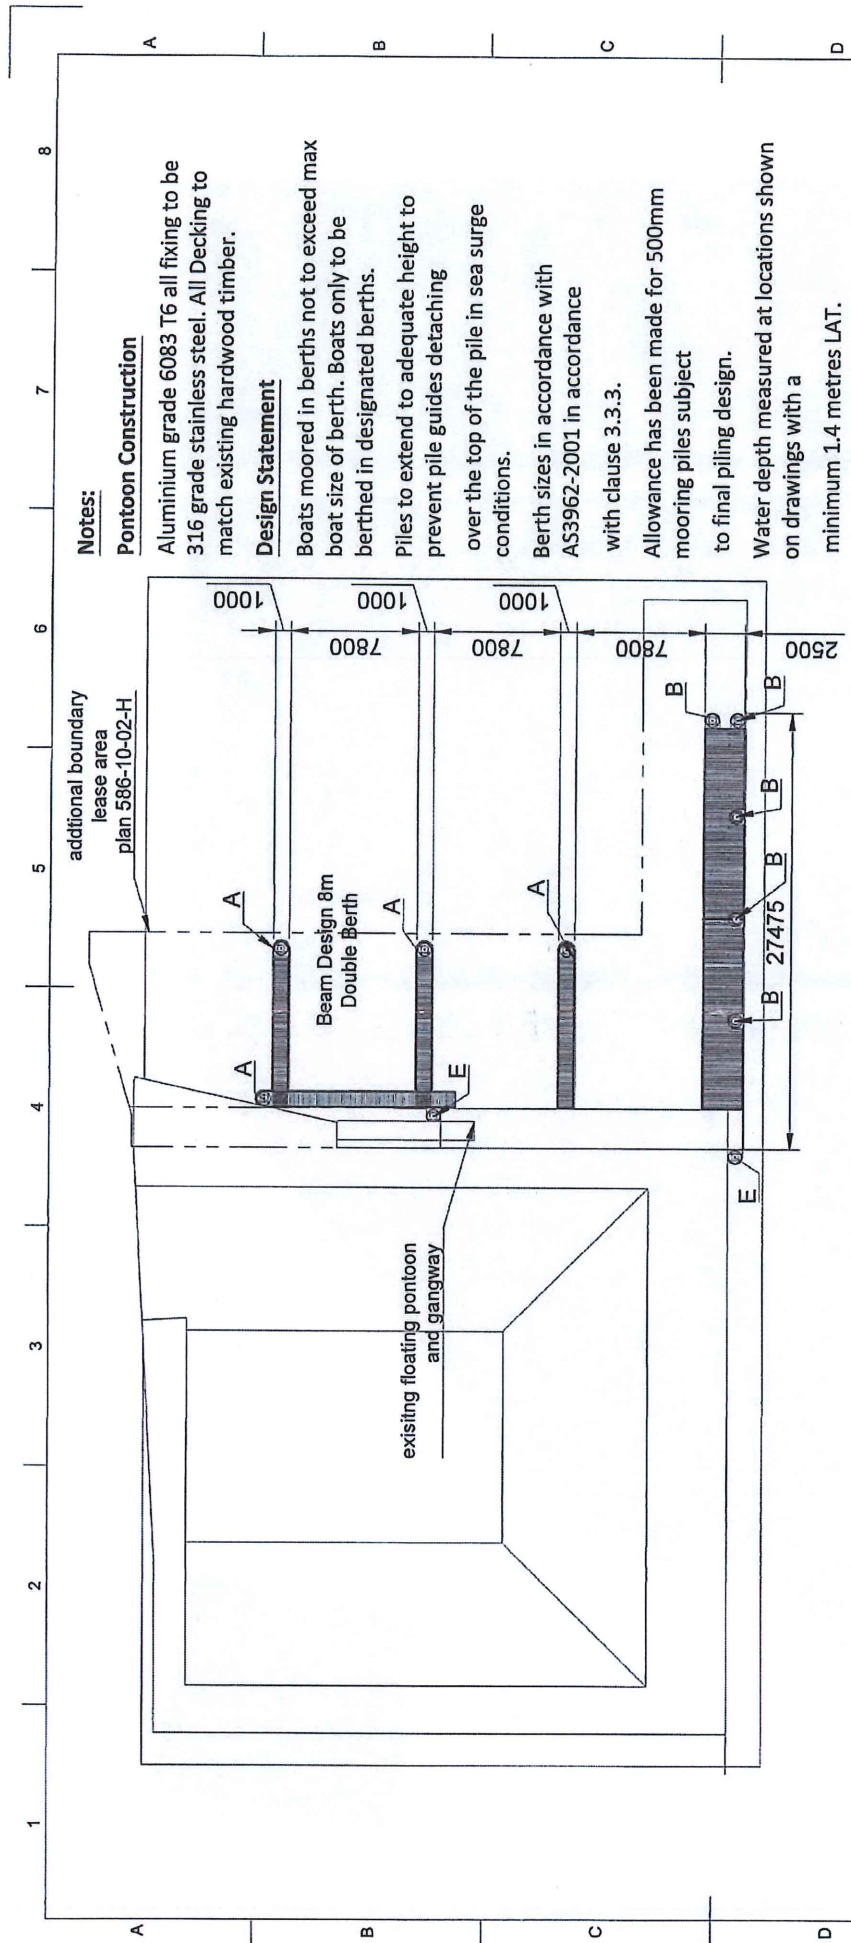 1 2 3 4 5 6 7 8
A
B
C
D
A
B
C
D
Notes:
Pontoon Construction
Aluminium grade 6083 T6 all fixing to be
316 grade stainless steel. All Decking to
match existing hardwood timber.
Design Statement
Boats moored in berths not to exceed max
boat size of berth. Boats only to be
berthed in designated berths.
Piles to extend to adequate height to
prevent pile guides detaching
over the top of the pile in sea surge
conditions.
Berth sizes in accordance with
AS3962-2001 in accordance
with clause 3.3.3.
Allowance has been made for 500mm
mooring piles subject
to final piling design.
Water depth measured at locations shown
on drawings with a
minimum 1.4 metres LAT.
addtional boundary
lease area
plan 586-10-02-H
A
A
Beam Design 8m
Double Berth
A
E
A
exisitng floating pontoon
and gangway
1000
7800
1000
7800
1000
7800
2500
B
B
B
B
B
27475
E